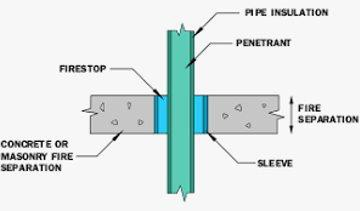 PIPE INSULATION
PENETRANT
FIRESTOP
FIRE
SEPARATION
CONCRETE OR
MASONRY FIRE
SEPARATION
SLEEVE